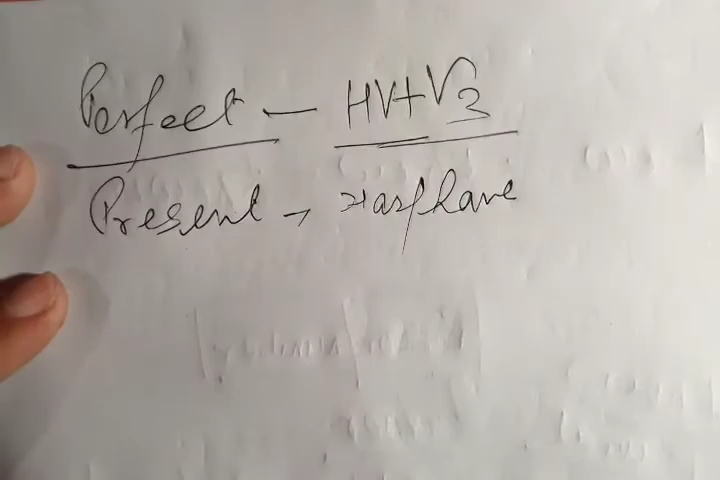 Perfect — HV+V3
Present → Has/have